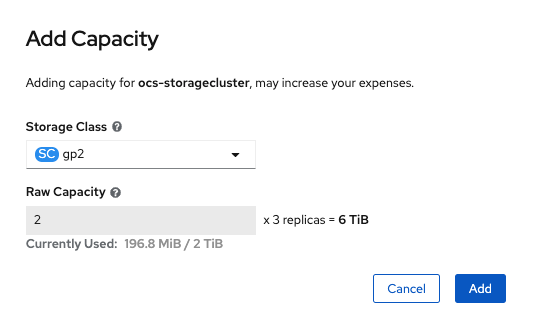 Add Capacity
Adding capacity for ocs-storagecluster, may increase your expenses.
Storage Class ?
SC gp2
Raw Capacity ?
2 x 3 replicas = 6 TiB
Currently Used: 196.8 MiB / 2 TiB
Cancel Add